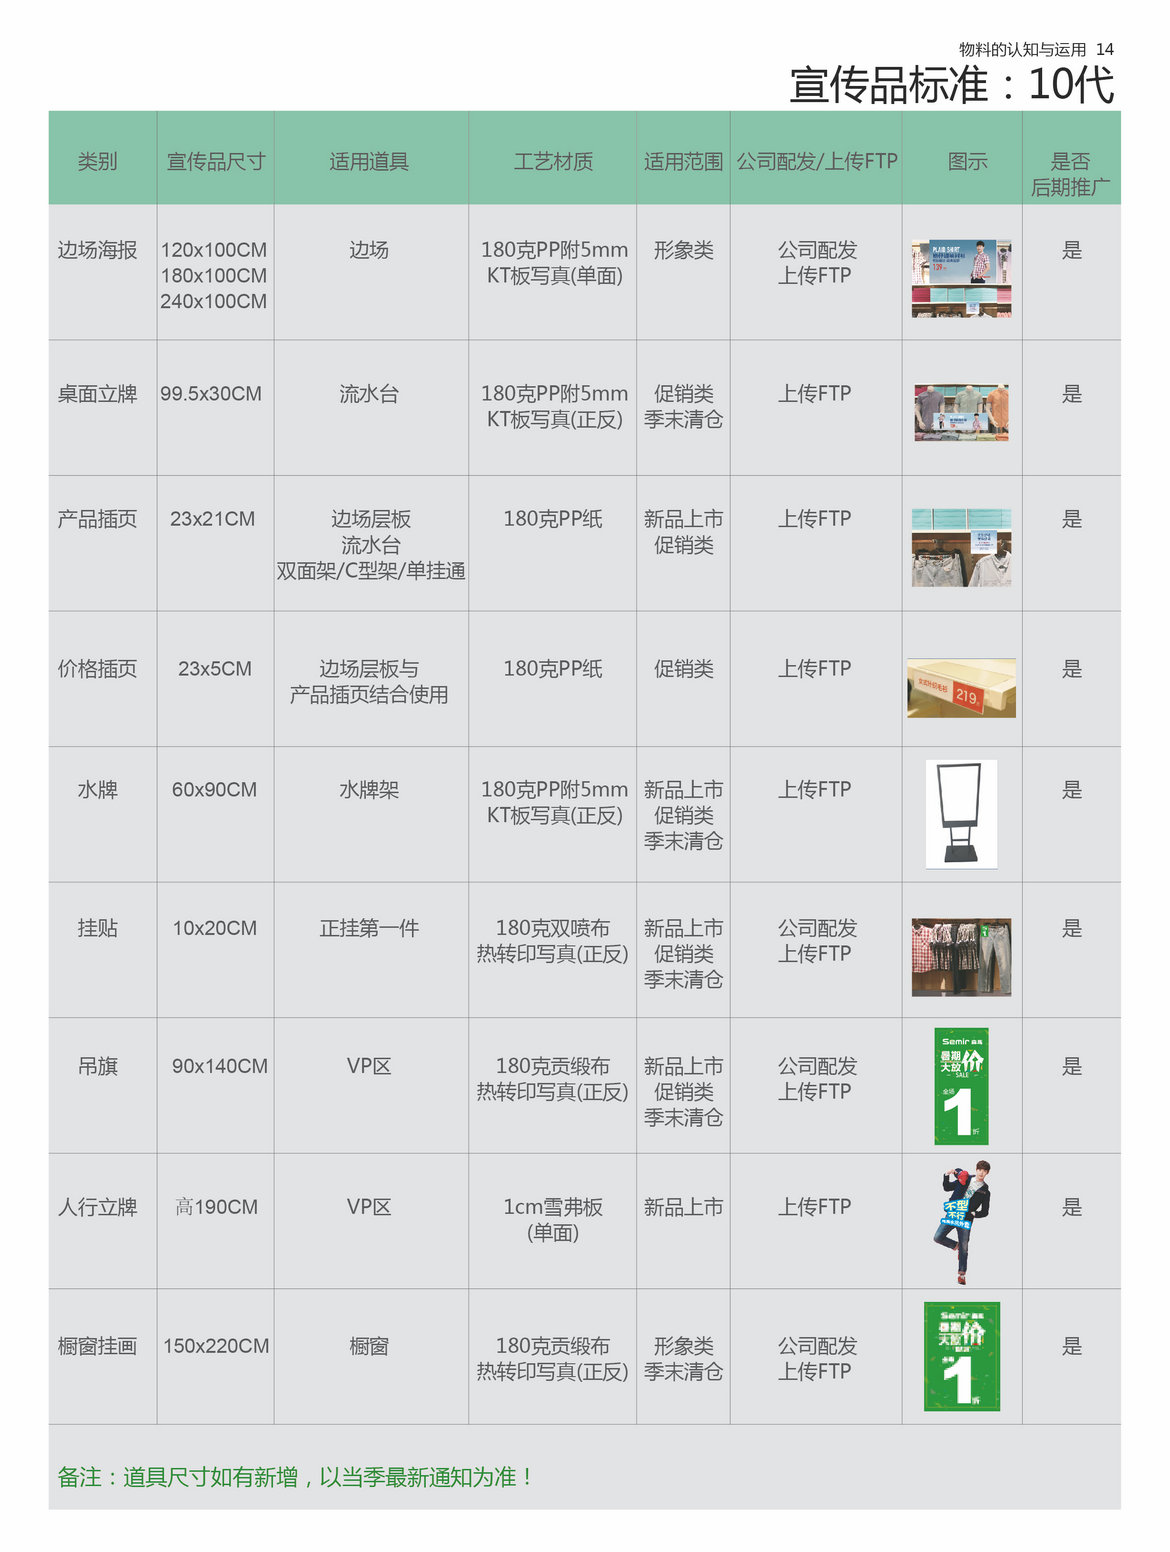 物料的认知与运用 14
宣传品标准：10代
类别 宣传品尺寸 适用道具 工艺材质 适用范围 公司配发/上传FTP 图示 是否
后期推广
边场海报 120x100CM 边场 180克PP附5mm 形象类 公司配发 是
180x100CM KT板写真(单面) 上传FTP
240x100CM
PLAID SHIRT
139
桌面立牌 99.5x30CM 流水台 180克PP附5mm 促销类 上传FTP 是
KT板写真(正反) 季末清仓
产品插页 23x21CM 边场层板 180克PP纸 新品上市 上传FTP 是
流水台 促销类
双面架/C型架/单挂通
价格插页 23x5CM 边场层板与 180克PP纸 促销类 上传FTP 是
产品插页结合使用
219
水牌 60x90CM 水牌架 180克PP附5mm 新品上市 上传FTP 是
KT板写真(正反) 促销类
季末清仓
挂贴 10x20CM 正挂第一件 180克双喷布 新品上市 公司配发 是
热转印写真(正反) 促销类 上传FTP
季末清仓
吊旗 90x140CM VP区 180克贡缎布 新品上市 公司配发 是
热转印写真(正反) 促销类 上传FTP
季末清仓
Semir 森马
暑期
大放价
SALE
全场
1折
人行立牌 高190CM VP区 1cm雪弗板 新品上市 上传FTP 是
(单面)
不型
不行
橱窗挂画 150x220CM 橱窗 180克贡缎布 形象类 公司配发 是
热转印写真(正反) 季末清仓 上传FTP
Semir 森马
暑期
大放价
1折
备注：道具尺寸如有新增，以当季最新通知为准！